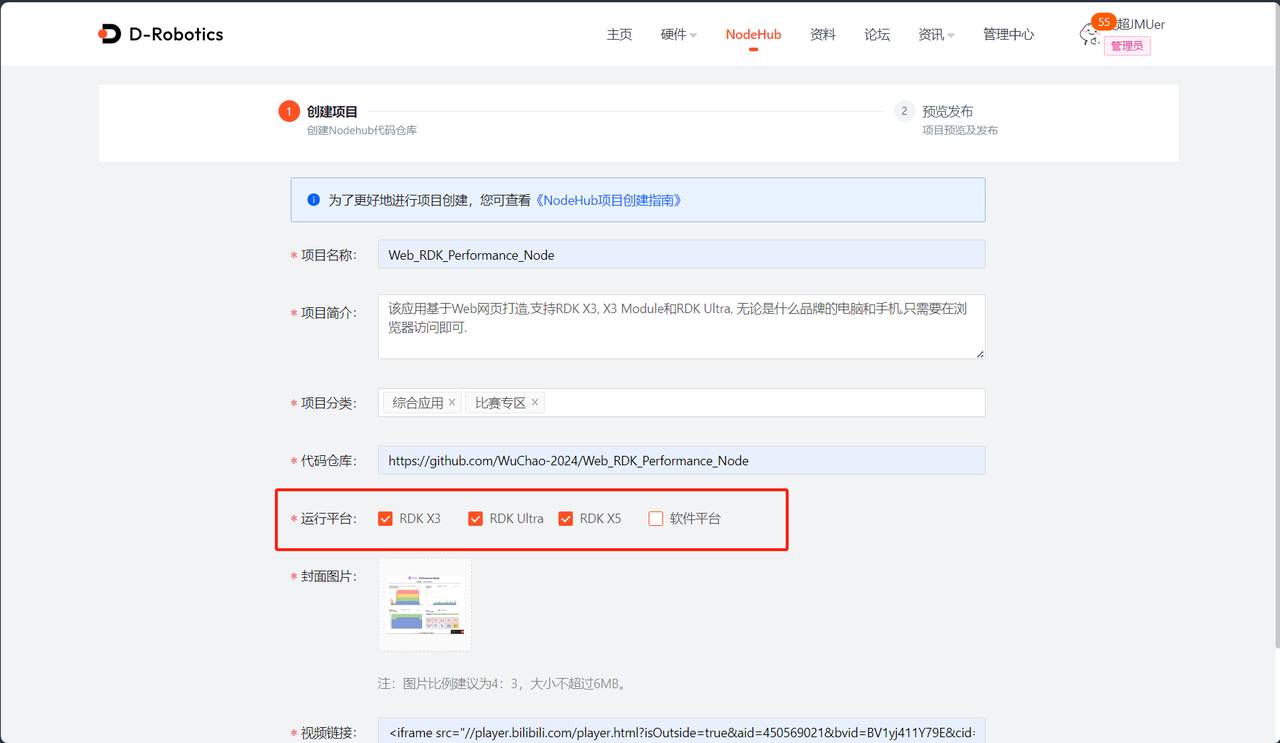 D-Robotics
主页 硬件 NodeHub 资料 论坛 资讯 管理中心
55
超JMUer
管理员
1 创建项目
创建Nodehub代码仓库
2 预览发布
项目预览及发布
为了更好地进行项目创建，您可查看《NodeHub项目创建指南》
* 项目名称： Web_RDK_Performance_Node
* 项目简介： 该应用基于Web网页打造,支持RDK X3, X3 Module和RDK Ultra, 无论是什么品牌的电脑和手机,只需要在浏
览器访问即可.
* 项目分类： 综合应用 × 比赛专区 ×
* 代码仓库： https://github.com/WuChao-2024/Web_RDK_Performance_Node
* 运行平台： RDK X3 RDK Ultra RDK X5 软件平台
* 封面图片：
注：图片比例建议为4：3，大小不超过6MB。
* 视频链接： <iframe src="//player.bilibili.com/player.html?isOutside=true&aid=450569021&bvid=BV1yj411Y79E&cid=